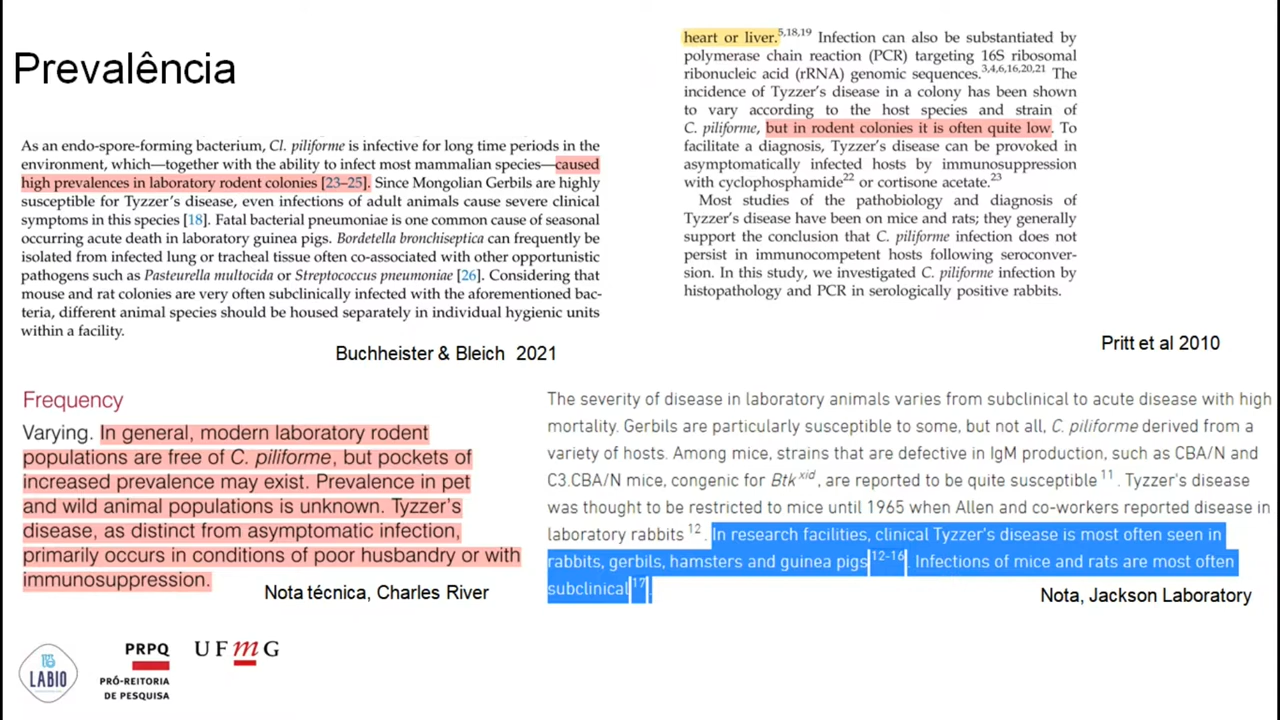 Prevalência
As an endo-spore-forming bacterium, Cl. piliforme is infective for long time periods in the
environment, which—together with the ability to infect most mammalian species—caused
high prevalences in laboratory rodent colonies [23–25]. Since Mongolian Gerbils are highly
susceptible for Tyzzer's disease, even infections of adult animals cause severe clinical
symptoms in this species [18]. Fatal bacterial pneumoniae is one common cause of seasonal
occurring acute death in laboratory guinea pigs. Bordetella bronchiseptica can frequently be
isolated from infected lung or tracheal tissue often co-associated with other opportunistic
pathogens such as Pasteurella multocida or Streptococcus pneumoniae [26]. Considering that
mouse and rat colonies are very often subclinically infected with the aforementioned bac-
teria, different animal species should be housed separately in individual hygienic units
within a facility.
Buchheister & Bleich 2021
heart or liver.5,18,19 Infection can also be substantiated by
polymerase chain reaction (PCR) targeting 16S ribosomal
ribonucleic acid (rRNA) genomic sequences.3,4,6,16,20,21 The
incidence of Tyzzer's disease in a colony has been shown
to vary according to the host species and strain of
C. piliforme, but in rodent colonies it is often quite low. To
facilitate a diagnosis, Tyzzer's disease can be provoked in
asymptomatically infected hosts by immunosuppression
with cyclophosphamide22 or cortisone acetate.23
Most studies of the pathobiology and diagnosis of
Tyzzer's disease have been on mice and rats; they generally
support the conclusion that C. piliforme infection does not
persist in immunocompetent hosts following seroconver-
sion. In this study, we investigated C. piliforme infection by
histopathology and PCR in serologically positive rabbits.
Pritt et al 2010
Frequency
Varying. In general, modern laboratory rodent
populations are free of C. piliforme, but pockets of
increased prevalence may exist. Prevalence in pet
and wild animal populations is unknown. Tyzzer's
disease, as distinct from asymptomatic infection,
primarily occurs in conditions of poor husbandry or with
immunosuppression.
Nota técnica, Charles River
The severity of disease in laboratory animals varies from subclinical to acute disease with high
mortality. Gerbils are particularly susceptible to some, but not all, C. piliforme derived from a
variety of hosts. Among mice, strains that are defective in IgM production, such as CBA/N and
C3.CBA/N mice, congenic for Btk xid, are reported to be quite susceptible 11. Tyzzer's disease
was thought to be restricted to mice until 1965 when Allen and co-workers reported disease in
laboratory rabbits 12. In research facilities, clinical Tyzzer's disease is most often seen in
rabbits, gerbils, hamsters and guinea pigs 12-16. Infections of mice and rats are most often
subclinical 17.
Nota, Jackson Laboratory
LABIO
PRPQ
PRÓ-REITORIA
DE PESQUISA
UFmG